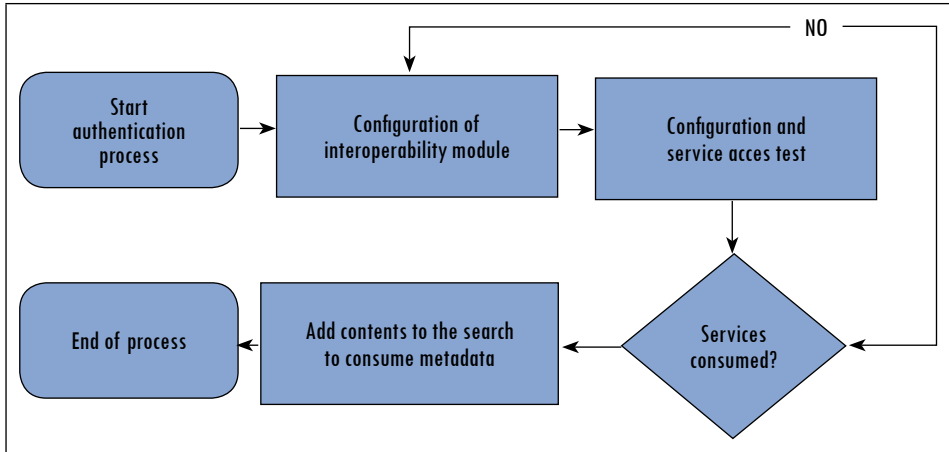 NO
Start
authentication
process
Configuration of
interoperability module
Configuration and
service acces test
Services
consumed?
Add contents to the search
to consume metadata
End of process